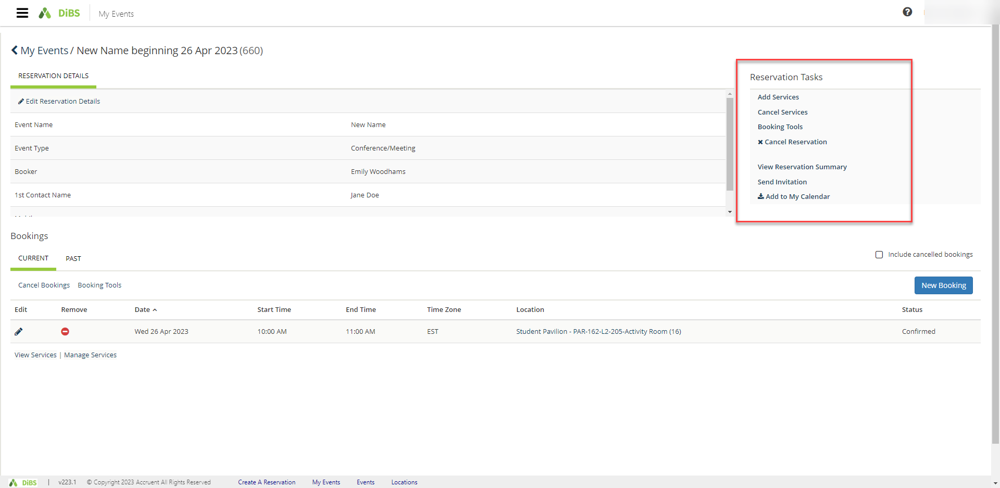 DiBS My Events
My Events / New Name beginning 26 Apr 2023 (660)
RESERVATION DETAILS
Edit Reservation Details
Event Name New Name
Event Type Conference/Meeting
Booker Emily Woodhams
1st Contact Name Jane Doe
Reservation Tasks
Add Services
Cancel Services
Booking Tools
Cancel Reservation
View Reservation Summary
Send Invitation
Add to My Calendar
Bookings
CURRENT PAST
Include cancelled bookings
Cancel Bookings Booking Tools
New Booking
Edit Remove Date Start Time End Time Time Zone Location Status
Wed 26 Apr 2023 10:00 AM 11:00 AM EST Student Pavilion - PAR-162-L2-205-Activity Room (16) Confirmed
View Services | Manage Services
DiBS | v223.1 © Copyright 2023 Accruent All Rights Reserved Create A Reservation My Events Events Locations